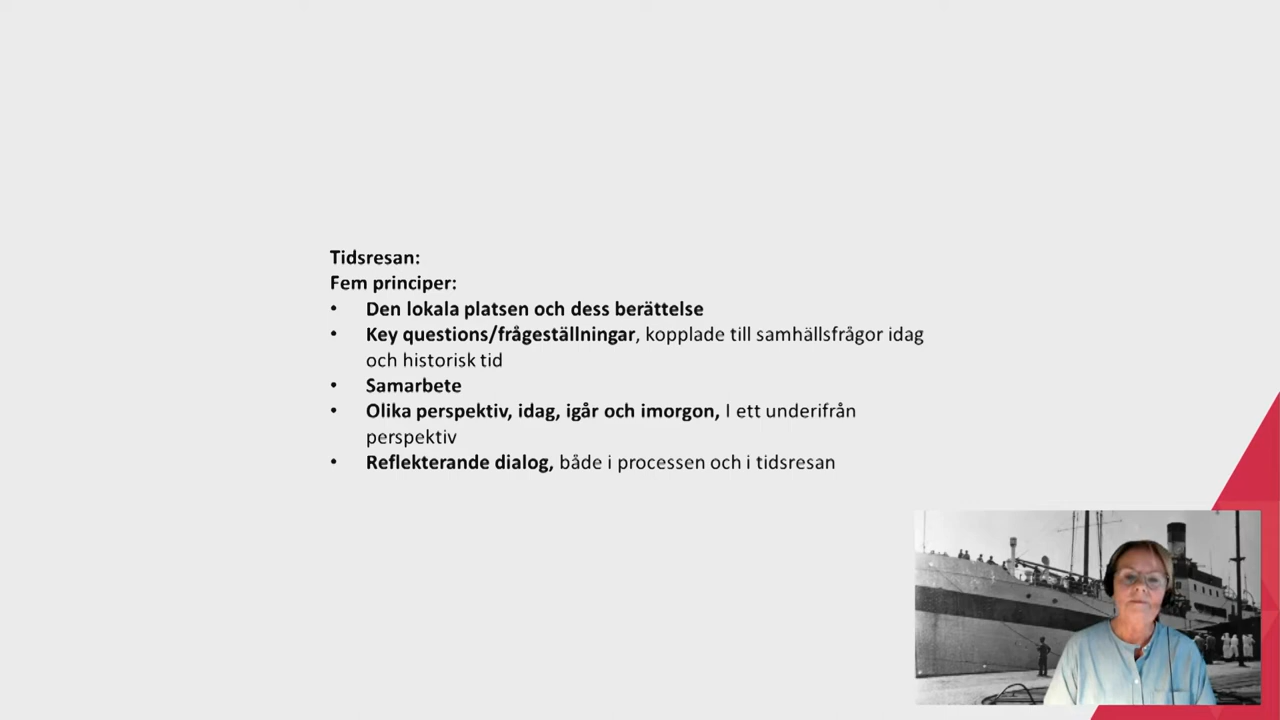 Tidsresan:
Fem principer:
• Den lokala platsen och dess berättelse
• Key questions/frågeställningar, kopplade till samhällsfrågor idag
och historisk tid
• Samarbete
• Olika perspektiv, idag, igår och imorgon, I ett underifrån
perspektiv
• Reflekterande dialog, både i processen och i tidsresan